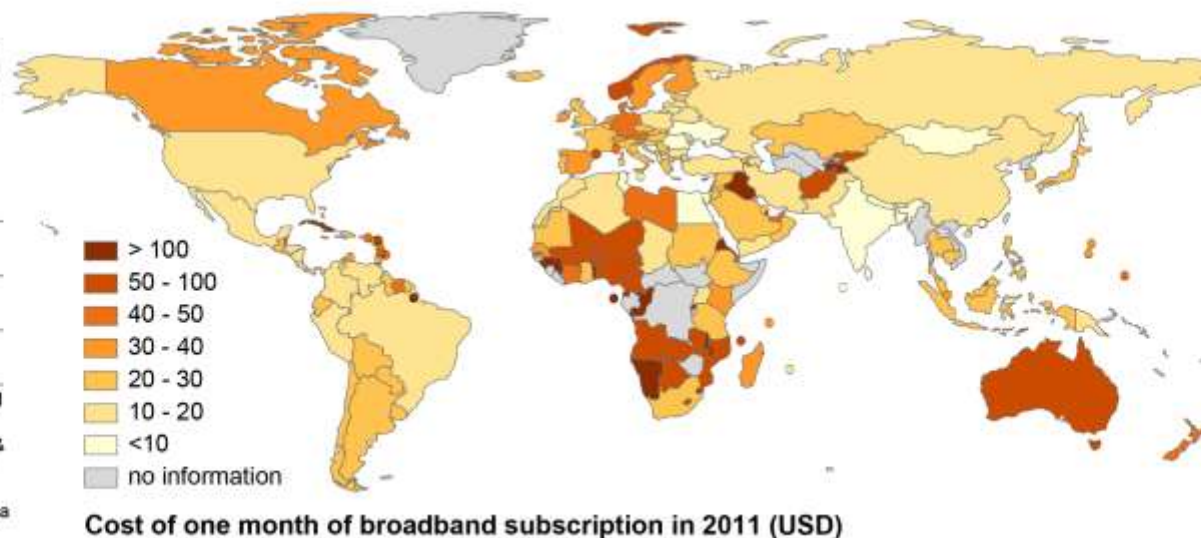 > 100
50 - 100
40 - 50
30 - 40
20 - 30
10 - 20
<10
no information
Cost of one month of broadband subscription in 2011 (USD)